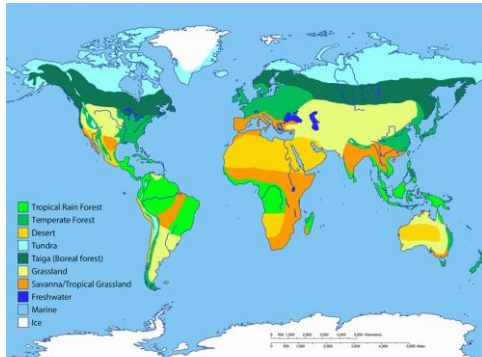 Tropical Rain Forest
Temperate Forest
Desert
Tundra
Taiga (Boreal forest)
Grassland
Savanna/Tropical Grassland
Freshwater
Marine
Ice